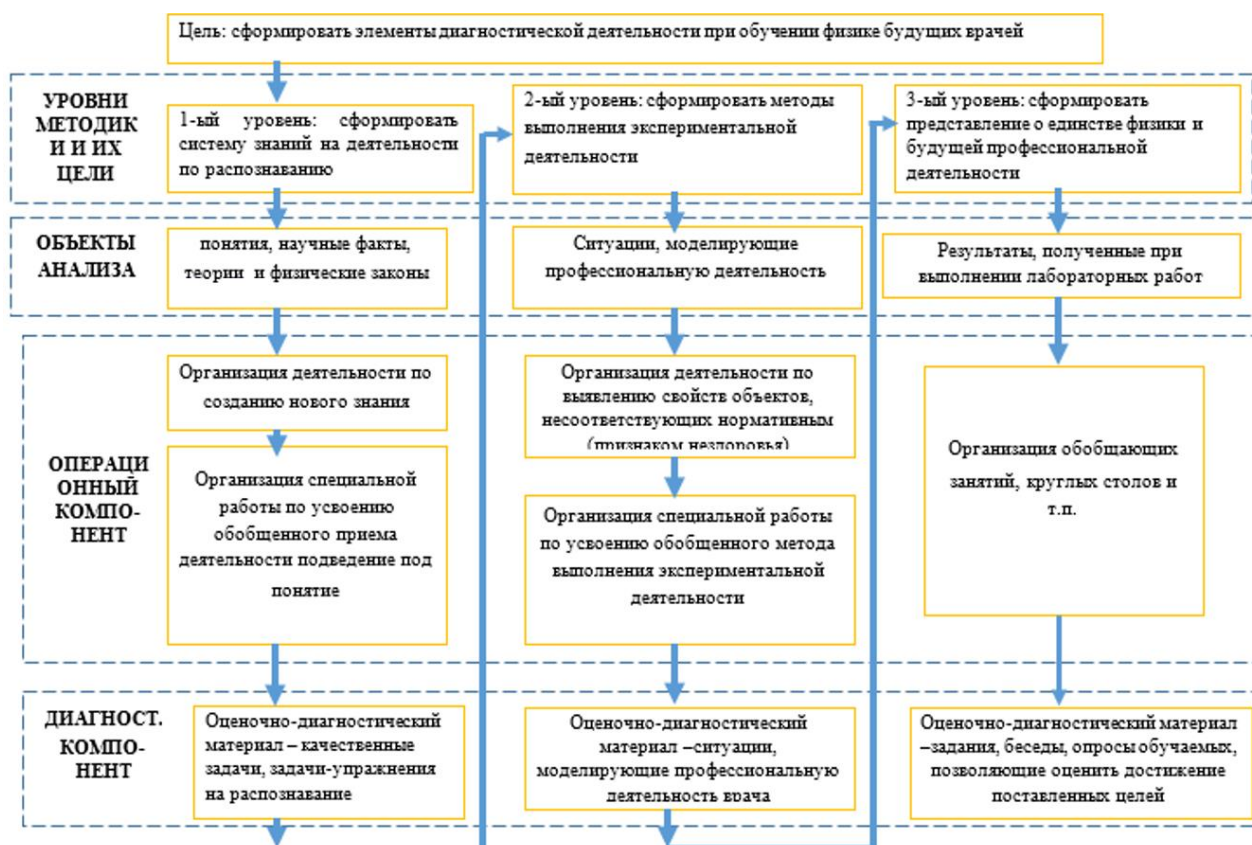 Цель: сформировать элементы диагностической деятельности при обучении физике будущих врачей
УРОВНИ
МЕТОДИК
И И ИХ
ЦЕЛИ
1-ый уровень: сформировать
систему знаний на деятельности
по распознаванию
2-ый уровень: сформировать методы
выполнения экспериментальной
деятельности
3-ый уровень: сформировать
представление о единстве физики и
будущей профессиональной
деятельности
ОБЪЕКТЫ
АНАЛИЗА
понятия, научные факты,
теории и физические законы
Ситуации, моделирующие
профессиональную деятельность
Результаты, полученные при
выполнении лабораторных работ
ОПЕРАЦИ
ОННЫЙ
КОМПО-
НЕНТ
Организация деятельности по
созданию нового знания
Организация специальной
работы по усвоению
обобщенного приема
деятельности подведение под
понятие
Организация деятельности по
выявлению свойств объектов,
несоответствующих нормативным
(признаком нездоровья)
Организация специальной работы
по усвоению обобщенного метода
выполнения экспериментальной
деятельности
Организация обобщающих
занятий, круглых столов и
т.п.
ДИАГНОСТ.
КОМПО-
НЕНТ
Оценочно-диагностический
материал – качественные
задачи, задачи-упражнения
на распознавание
Оценочно-диагностический
материал –ситуации,
моделирующие профессиональную
деятельность врача
Оценочно-диагностический материал
–задания, беседы, опросы обучаемых,
позволяющие оценить достижение
поставленных целей